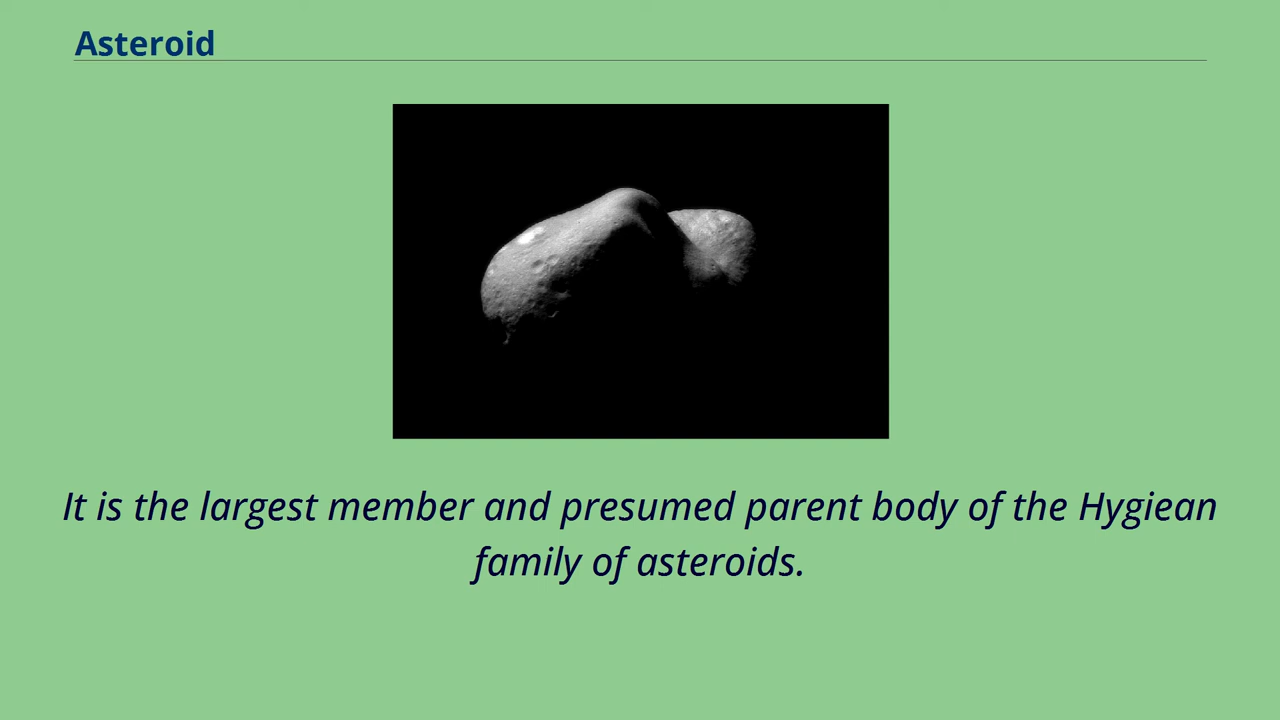 Asteroid
It is the largest member and presumed parent body of the Hygiean
family of asteroids.